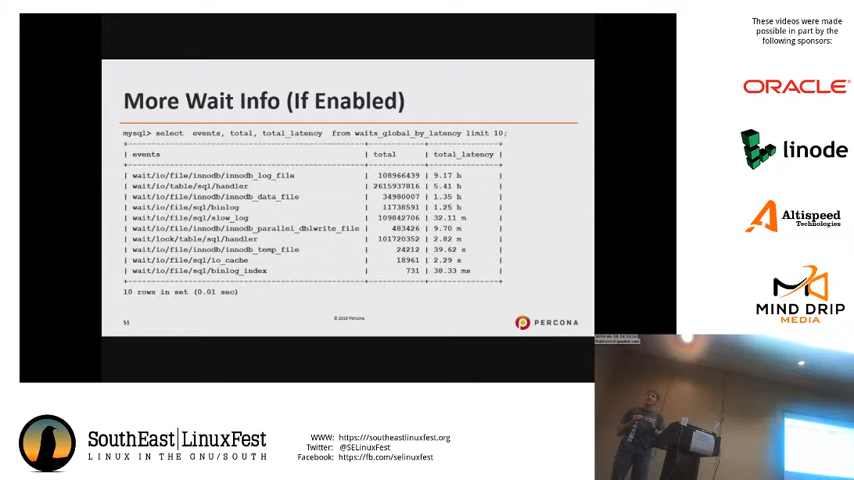 These videos were made
possible in part by the
following sponsors:
ORACLE
linode
Altispeed
Technologies
MIND DRIP
MEDIA
More Wait Info (If Enabled)
mysql> select events, total, total_latency from waits_global_by_latency limit 10;
| events | total | total_latency |
| wait/io/file/innodb/innodb_log_file | 108966439 | 9.17 h |
| wait/io/table/sql/handler | 2615937816 | 5.41 h |
| wait/io/file/innodb/innodb_data_file | 34980007 | 1.35 h |
| wait/io/file/sql/binlog | 11738591 | 1.25 h |
| wait/io/file/sql/slow_log | 109842706 | 32.11 m |
| wait/io/file/innodb/innodb_parallel_dblwrite_file | 483426 | 9.70 m |
| wait/lock/table/sql/handler | 101720352 | 2.82 m |
| wait/io/file/innodb/innodb_temp_file | 24212 | 39.62 s |
| wait/io/file/sql/io_cache | 18961 | 2.29 s |
| wait/io/file/sql/binlog_index | 731 | 38.33 ms |
10 rows in set (0.01 sec)
51
PERCONA
SouthEast|LinuxFest
LINUX IN THE GNU/SOUTH
WWW: https:///southeastlinuxfest.org
Twitter: @SELinuxFest
Facebook: https://fb.com/selinuxfest